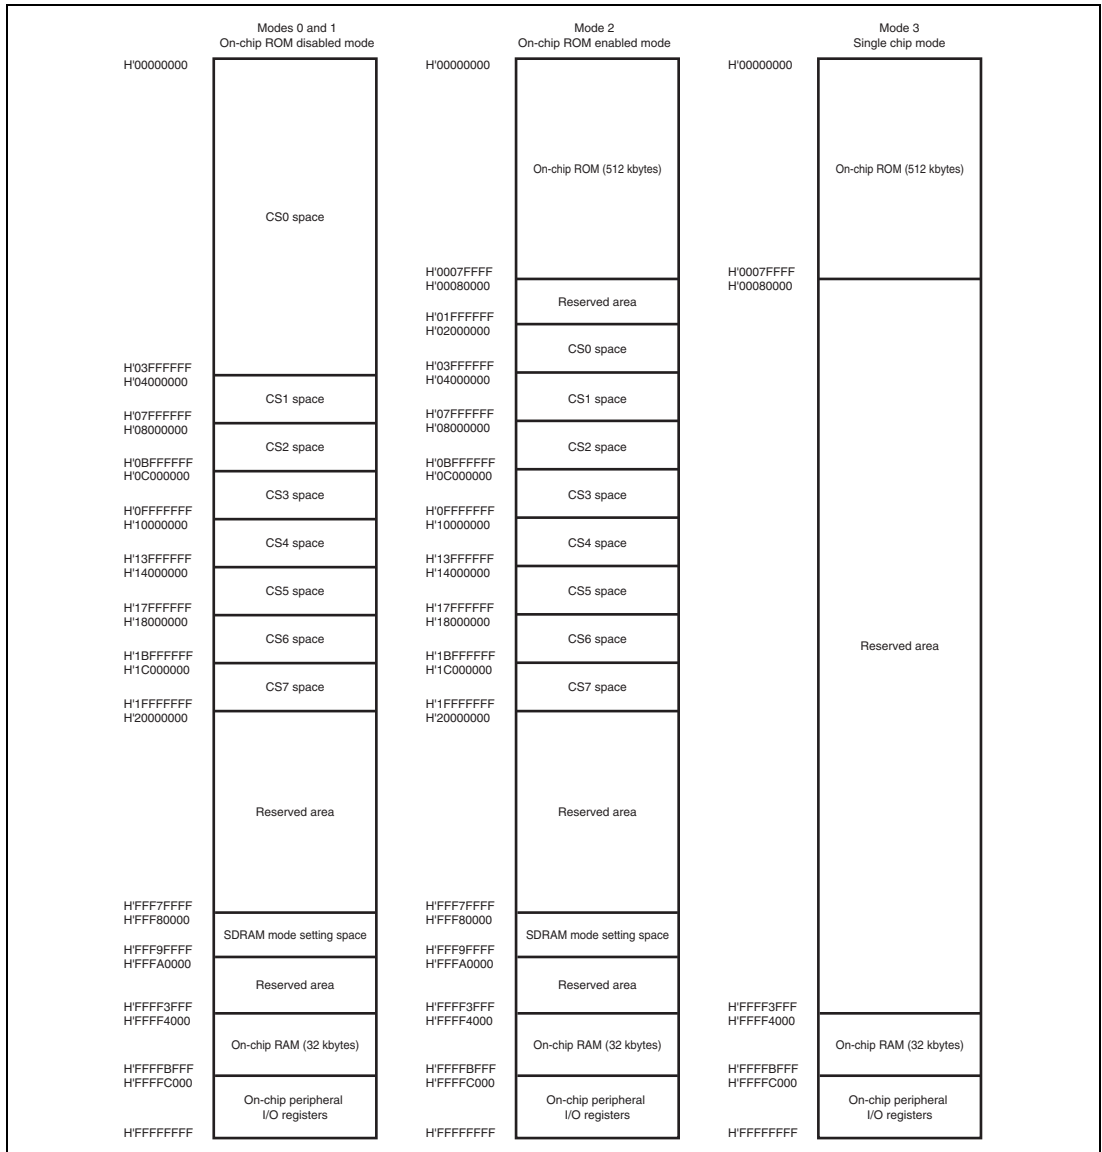 Modes 0 and 1
On-chip ROM disabled mode
H'00000000
CS0 space
H'03FFFFFF
H'04000000
CS1 space
H'07FFFFFF
H'08000000
CS2 space
H'0BFFFFFF
H'0C000000
CS3 space
H'0FFFFFFF
H'10000000
CS4 space
H'13FFFFFF
H'14000000
CS5 space
H'17FFFFFF
H'18000000
CS6 space
H'1BFFFFFF
H'1C000000
CS7 space
H'1FFFFFFF
H'20000000
Reserved area
H'FFF7FFFF
H'FFF80000
SDRAM mode setting space
H'FFF9FFFF
H'FFFA0000
Reserved area
H'FFFF3FFF
H'FFFF4000
On-chip RAM (32 kbytes)
H'FFFFBFFF
H'FFFFC000
On-chip peripheral
I/O registers
H'FFFFFFFF
Mode 2
On-chip ROM enabled mode
H'00000000
On-chip ROM (512 kbytes)
H'0007FFFF
H'00080000
Reserved area
H'01FFFFFF
H'02000000
CS0 space
H'03FFFFFF
H'04000000
CS1 space
H'07FFFFFF
H'08000000
CS2 space
H'0BFFFFFF
H'0C000000
CS3 space
H'0FFFFFFF
H'10000000
CS4 space
H'13FFFFFF
H'14000000
CS5 space
H'17FFFFFF
H'18000000
CS6 space
H'1BFFFFFF
H'1C000000
CS7 space
H'1FFFFFFF
H'20000000
Reserved area
H'FFF7FFFF
H'FFF80000
SDRAM mode setting space
H'FFF9FFFF
H'FFFA0000
Reserved area
H'FFFF3FFF
H'FFFF4000
On-chip RAM (32 kbytes)
H'FFFFBFFF
H'FFFFC000
On-chip peripheral
I/O registers
H'FFFFFFFF
Mode 3
Single chip mode
H'00000000
On-chip ROM (512 kbytes)
H'0007FFFF
H'00080000
Reserved area
H'FFFF3FFF
H'FFFF4000
On-chip RAM (32 kbytes)
H'FFFFBFFF
H'FFFFC000
On-chip peripheral
I/O registers
H'FFFFFFFF